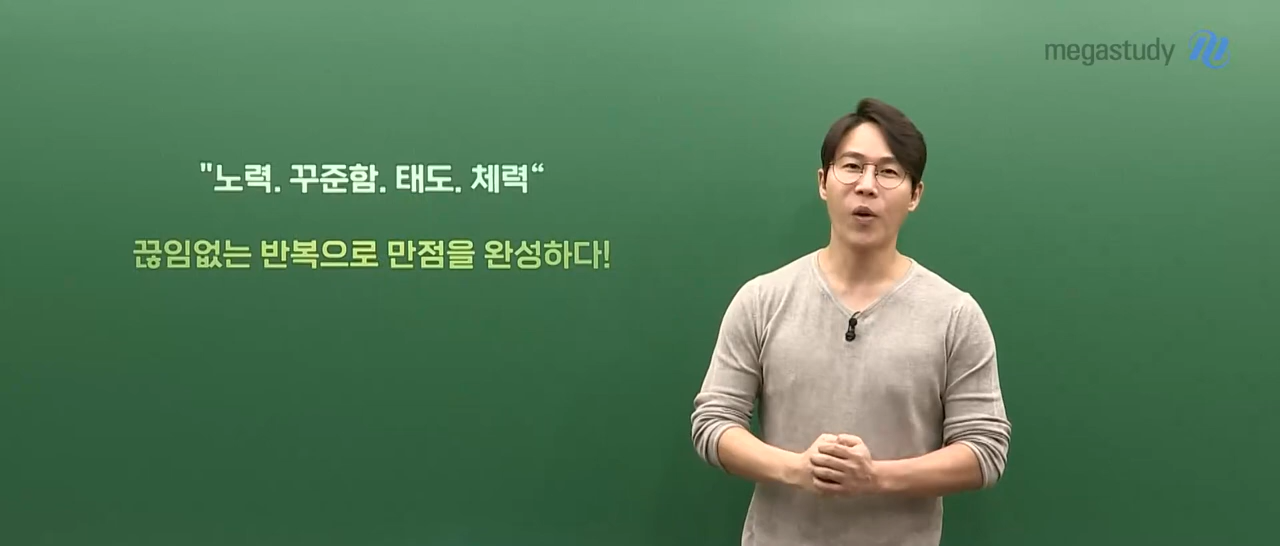 megastudy
"노력. 꾸준함. 태도. 체력“
끊임없는 반복으로 만점을 완성하다!